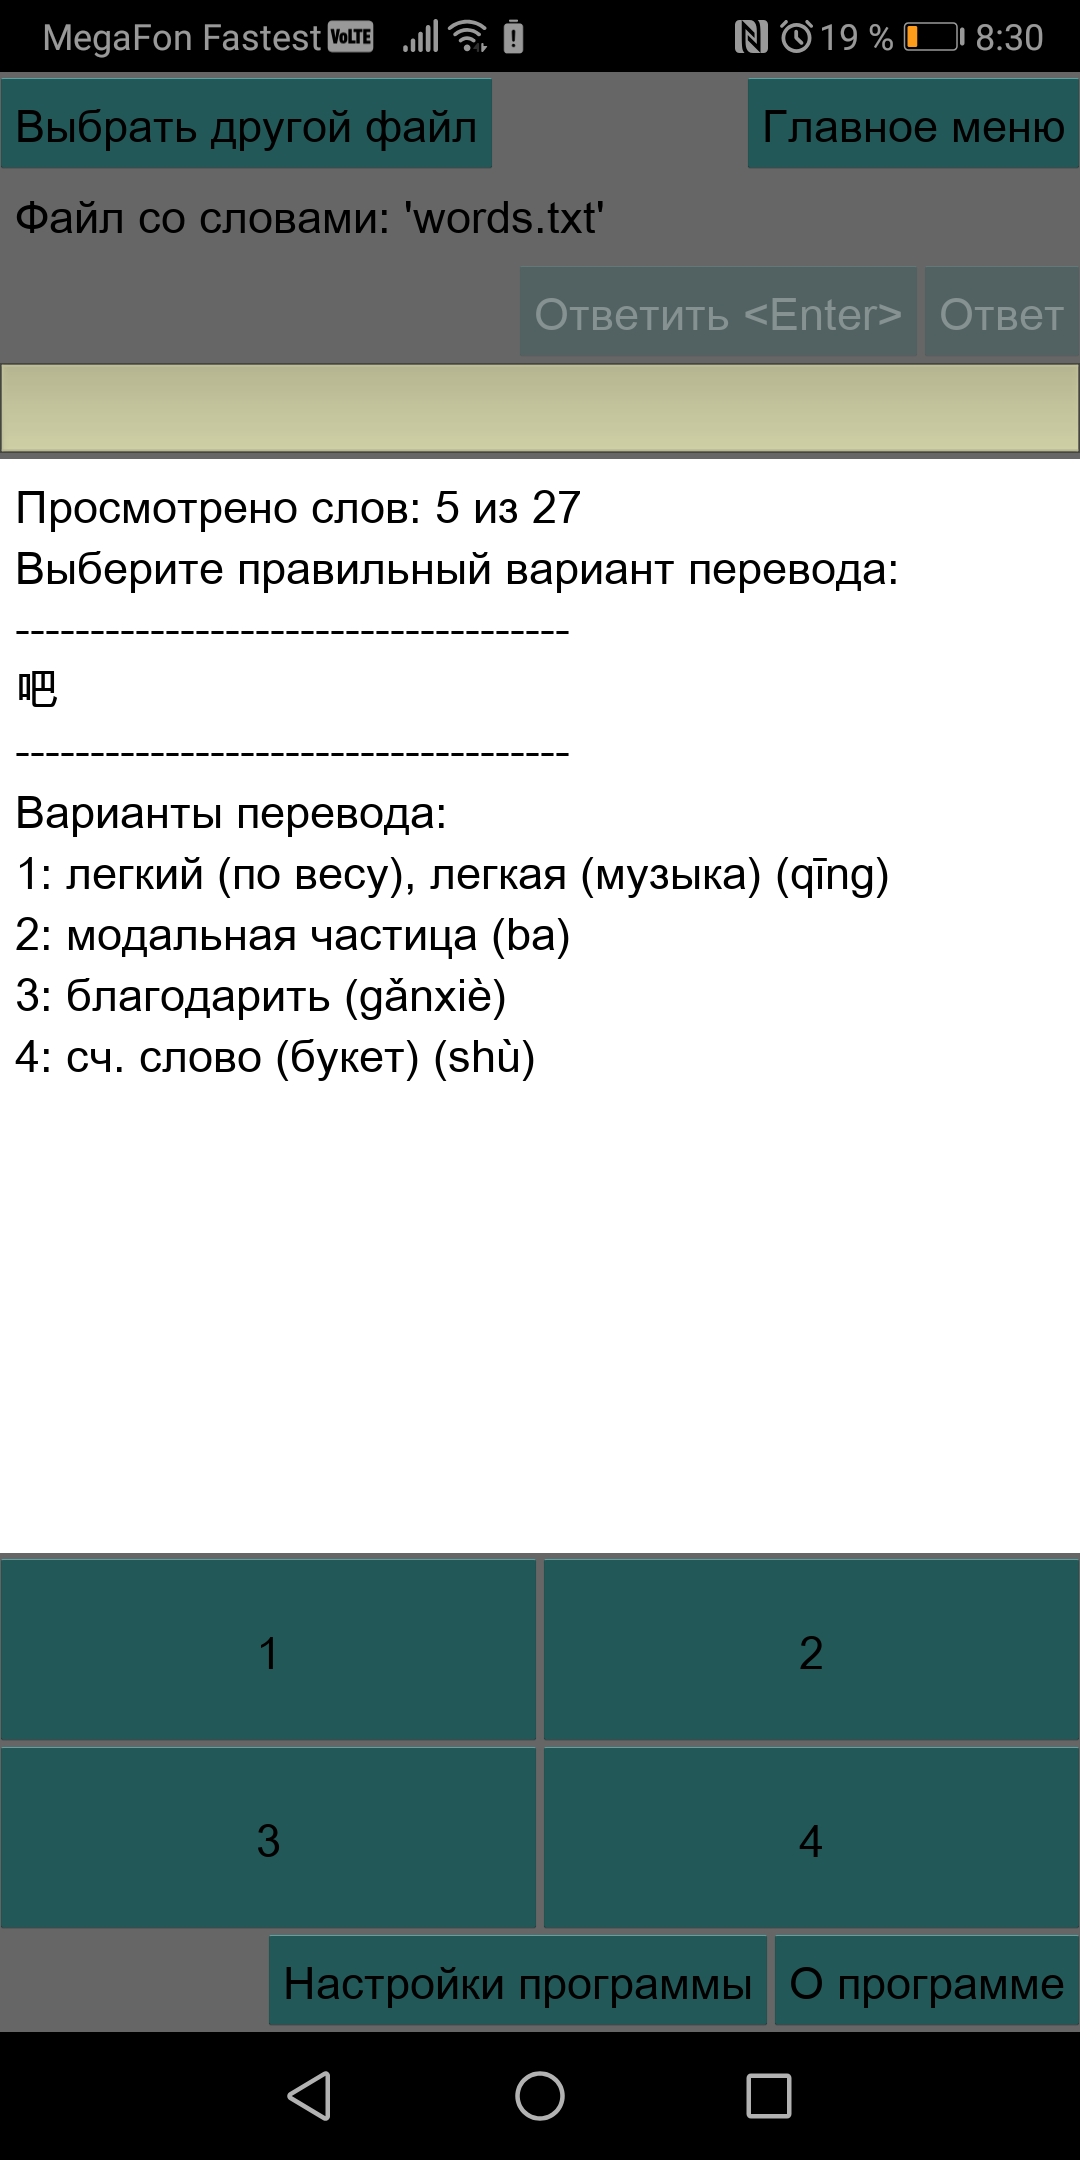 MegaFon Fastest VoLTE 19 % 8:30
Выбрать другой файл Главное меню
Файл со словами: 'words.txt'
Ответить <Enter> Ответ
Просмотрено слов: 5 из 27
Выберите правильный вариант перевода:
-------------------------------------
吧
-------------------------------------
Варианты перевода:
1: легкий (по весу), легкая (музыка) (qīng)
2: модальная частица (ba)
3: благодарить (gǎnxiè)
4: сч. слово (букет) (shù)
1 2
3 4
Настройки программы О программе